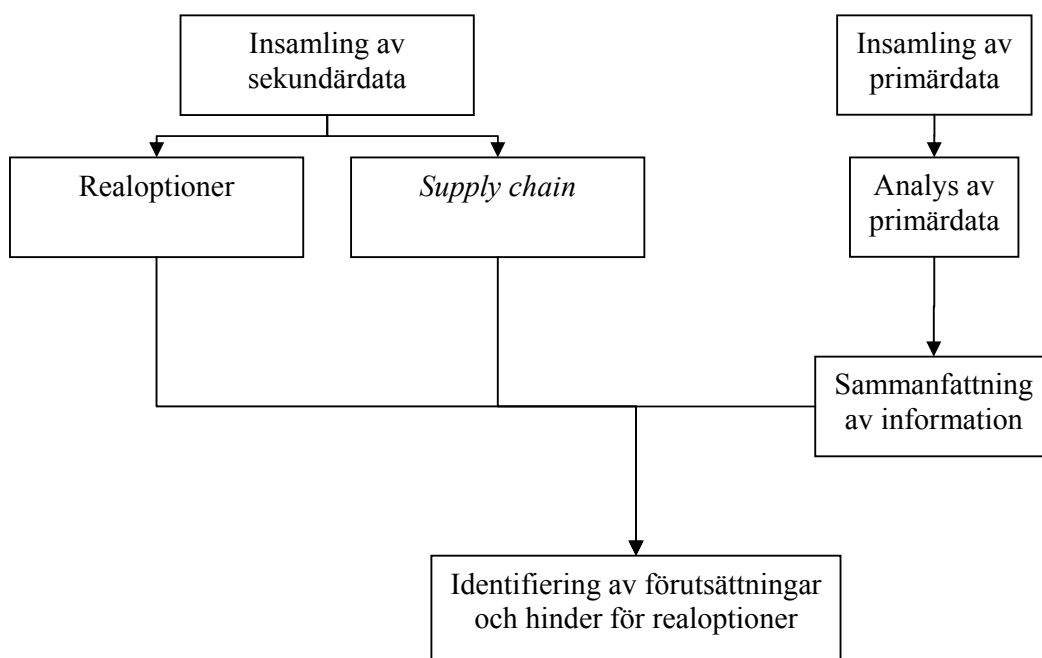 Insamling av
sekundärdata
Insamling av
primärdata
Realoptioner
Supply chain
Analys av
primärdata
Sammanfattning
av information
Identifiering av förutsättningar
och hinder för realoptioner